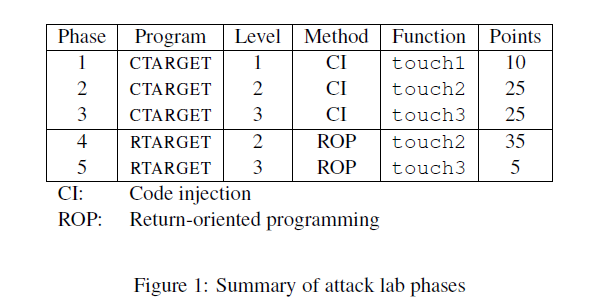 Phase Program Level Method Function Points
1 CTARGET 1 CI touch1 10
2 CTARGET 2 CI touch2 25
3 CTARGET 3 CI touch3 25
4 RTARGET 2 ROP touch2 35
5 RTARGET 3 ROP touch3 5
CI: Code injection
ROP: Return-oriented programming
Figure 1: Summary of attack lab phases